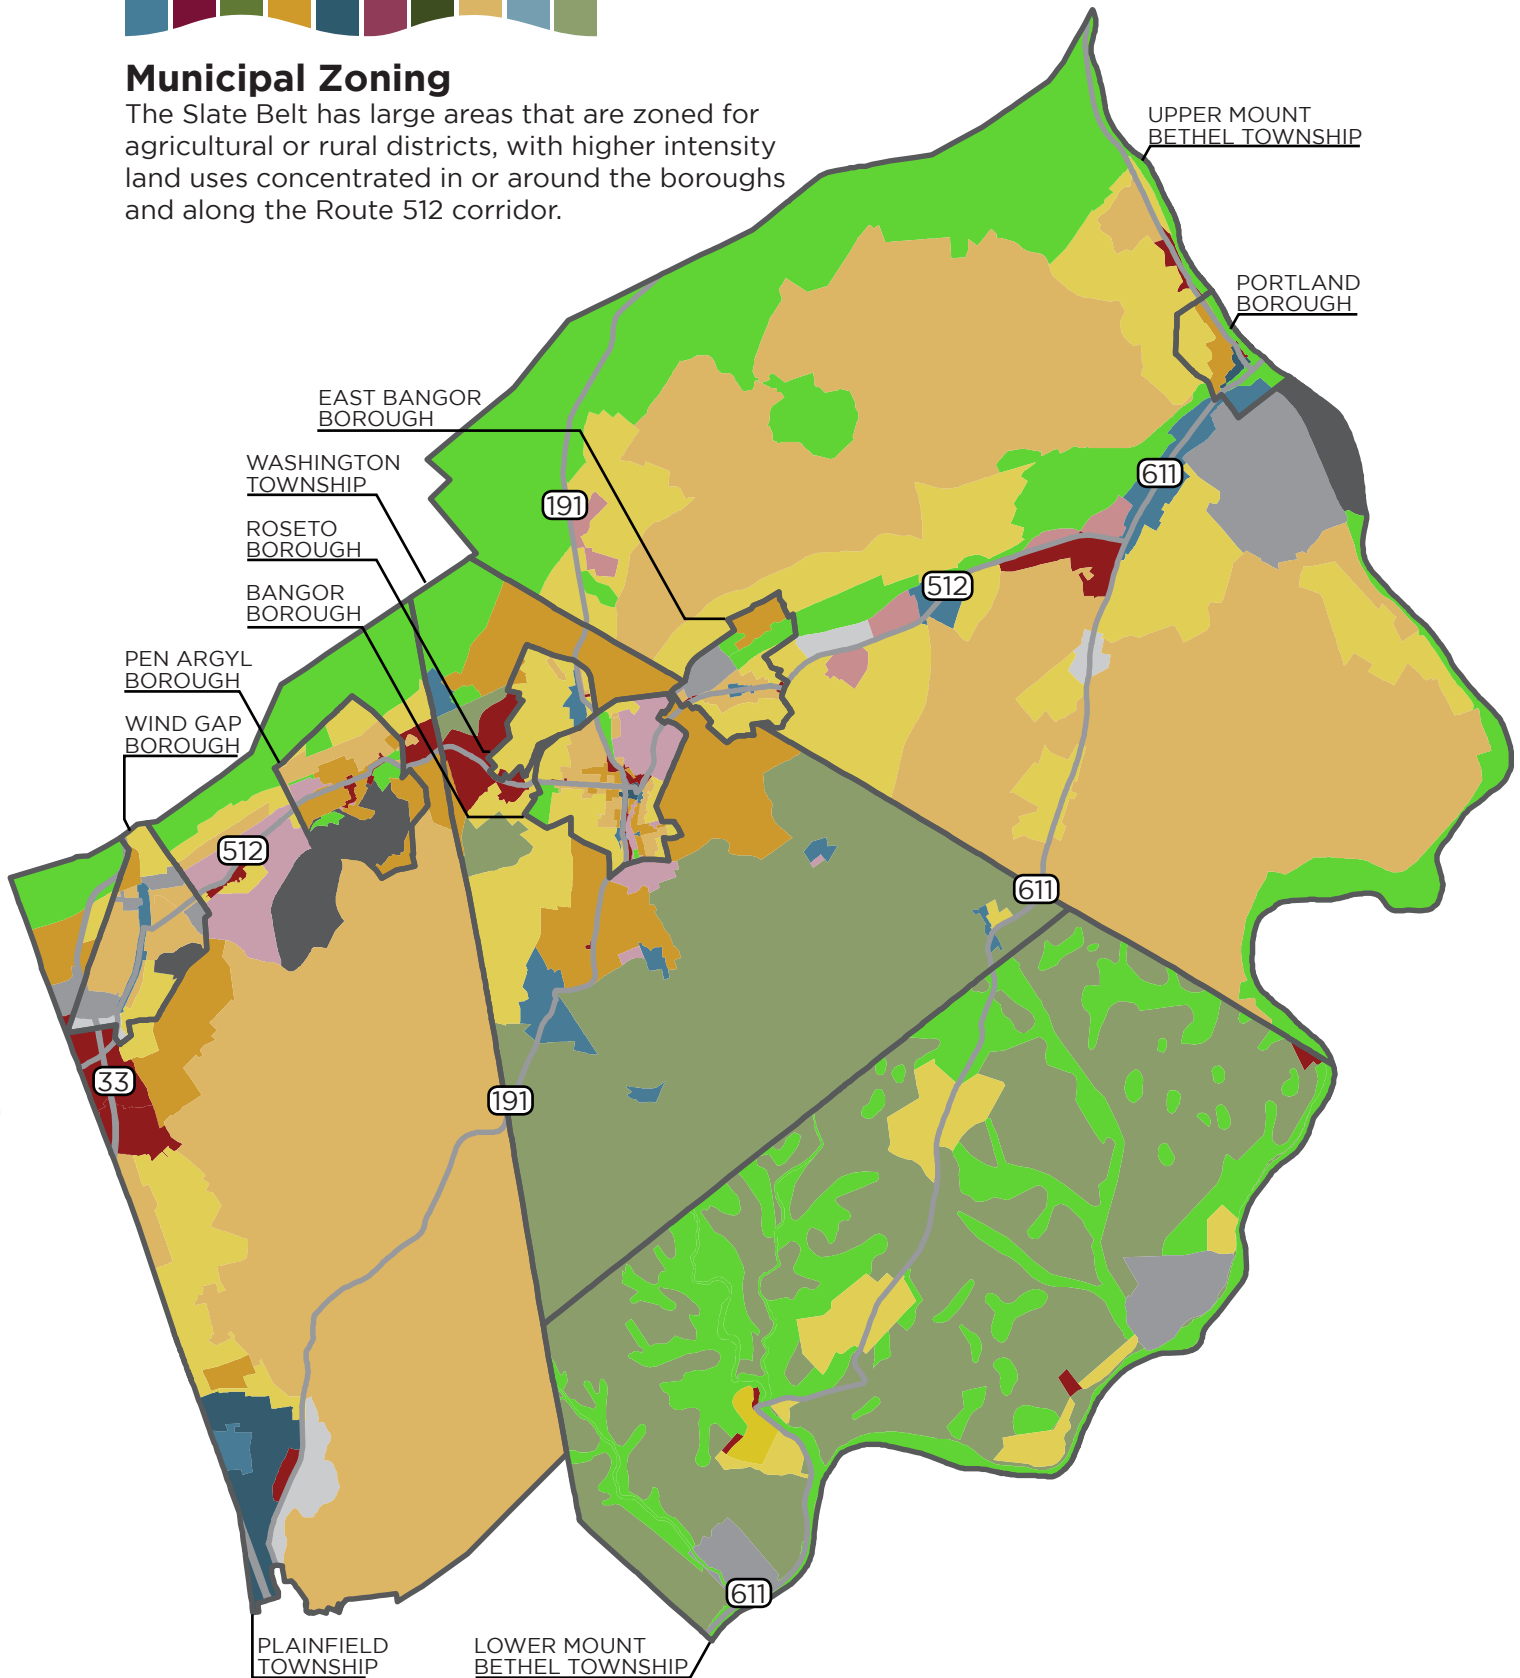 Municipal Zoning
The Slate Belt has large areas that are zoned for
agricultural or rural districts, with higher intensity
land uses concentrated in or around the boroughs
and along the Route 512 corridor.
UPPER MOUNT
BETHEL TOWNSHIP
PORTLAND
BOROUGH
EAST BANGOR
BOROUGH
WASHINGTON
TOWNSHIP
ROSETO
BOROUGH
BANGOR
BOROUGH
PEN ARGYL
BOROUGH
WIND GAP
BOROUGH
191
611
512
512
611
33
191
611
PLAINFIELD
TOWNSHIP
LOWER MOUNT
BETHEL TOWNSHIP